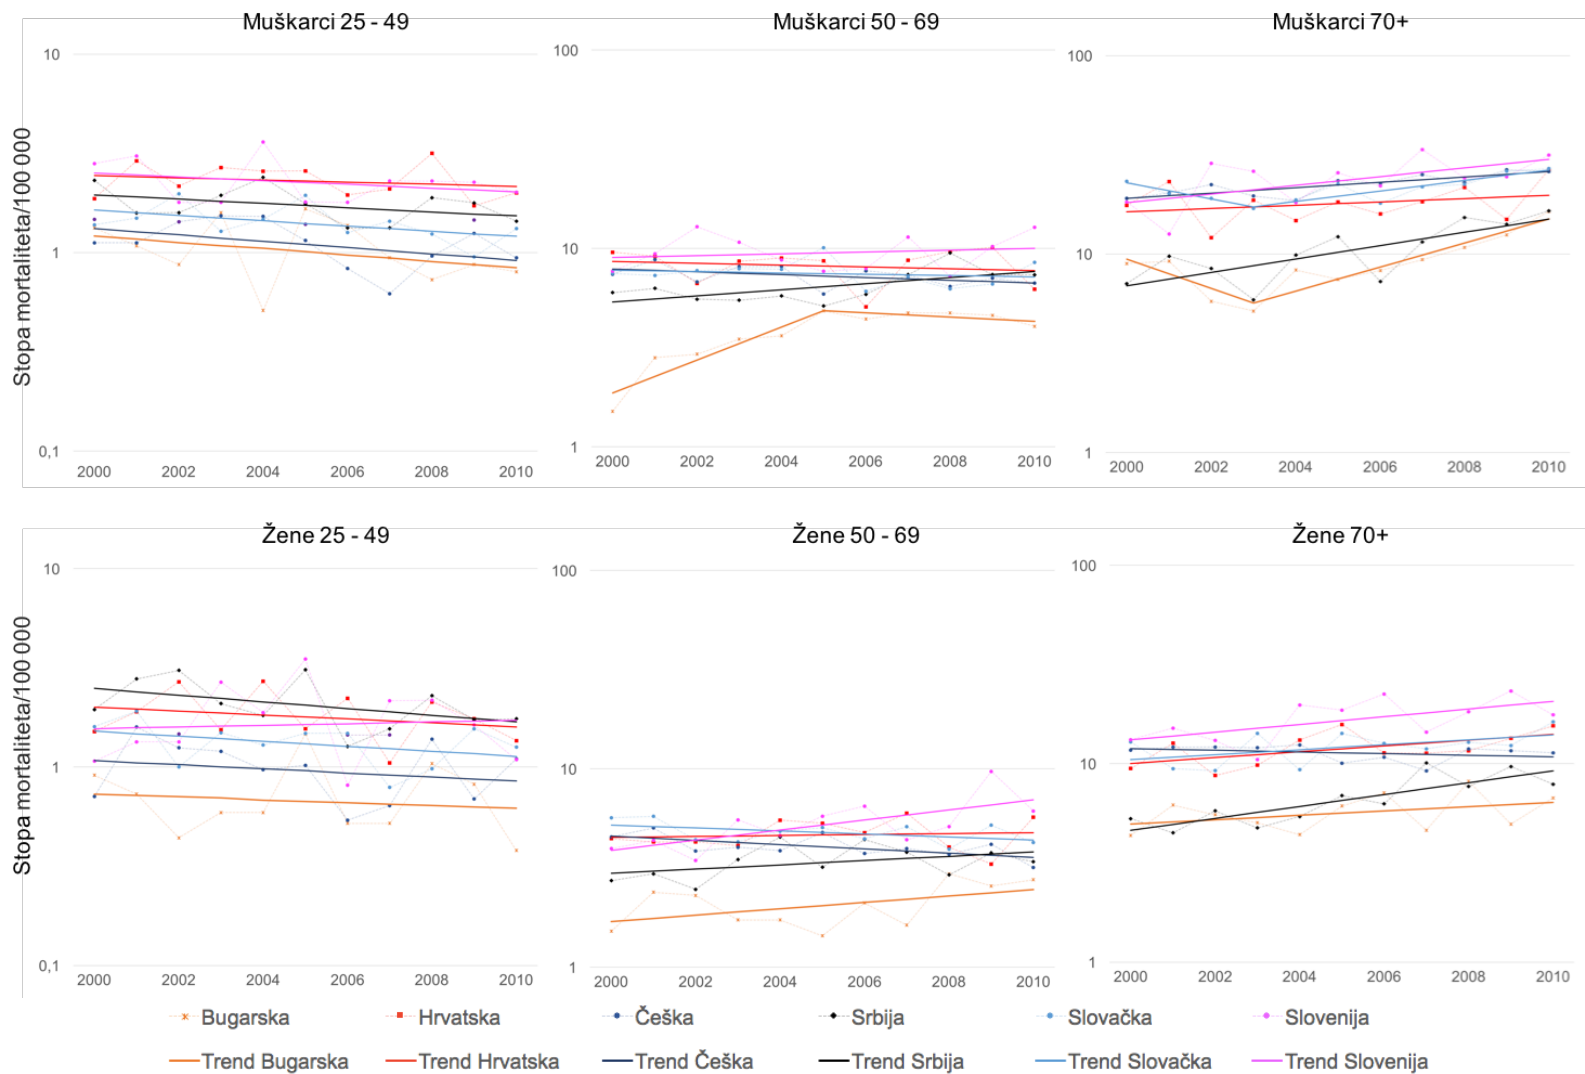 Muškarci 25 - 49
Muškarci 50 - 69
Muškarci 70+
Stopa mortaliteta/100 000
10
1
0,1
2000 2002 2004 2006 2008 2010
100
10
1
2000 2002 2004 2006 2008 2010
100
10
1
2000 2002 2004 2006 2008 2010
Žene 25 - 49
Žene 50 - 69
Žene 70+
Stopa mortaliteta/100 000
10
1
0,1
2000 2002 2004 2006 2008 2010
100
10
1
2000 2002 2004 2006 2008 2010
100
10
1
2000 2002 2004 2006 2008 2010
Bugarska Hrvatska Češka Srbija Slovačka Slovenija
Trend Bugarska Trend Hrvatska Trend Češka Trend Srbija Trend Slovačka Trend Slovenija